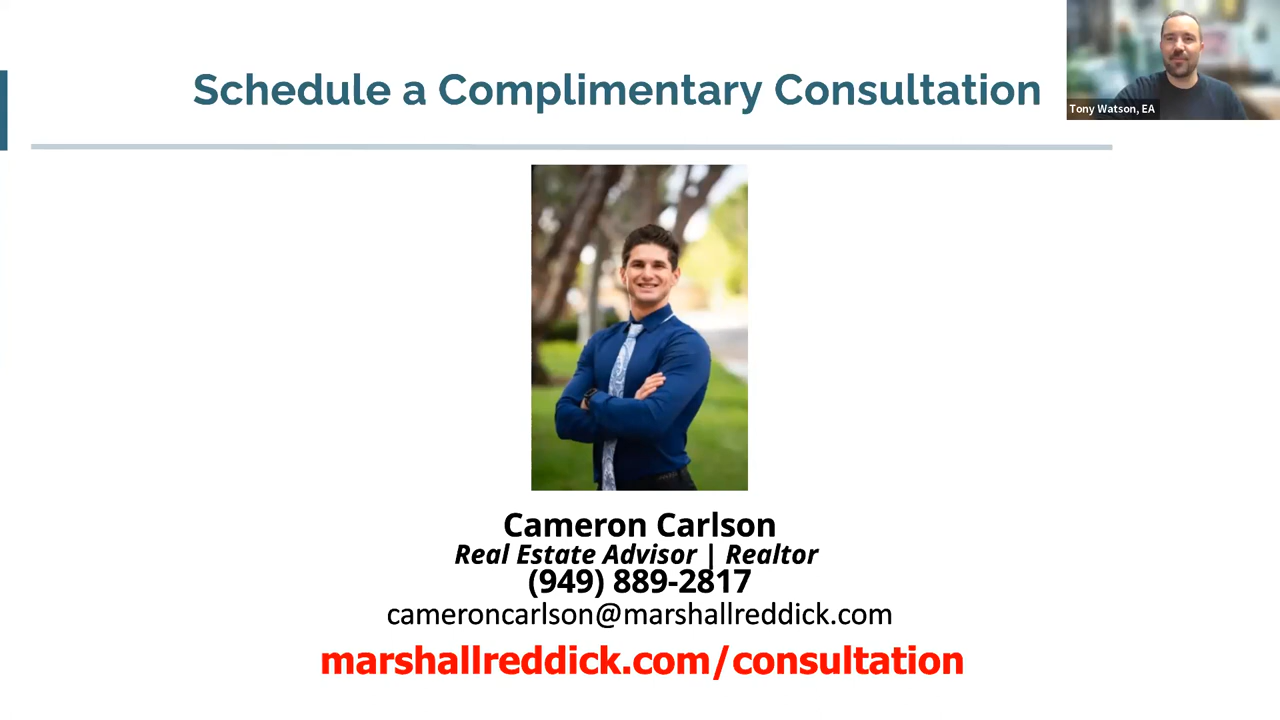 Schedule a Complimentary Consultation
Tony Watson, EA
Cameron Carlson
Real Estate Advisor | Realtor
(949) 889-2817
cameroncarlson@marshallreddick.com
marshallreddick.com/consultation